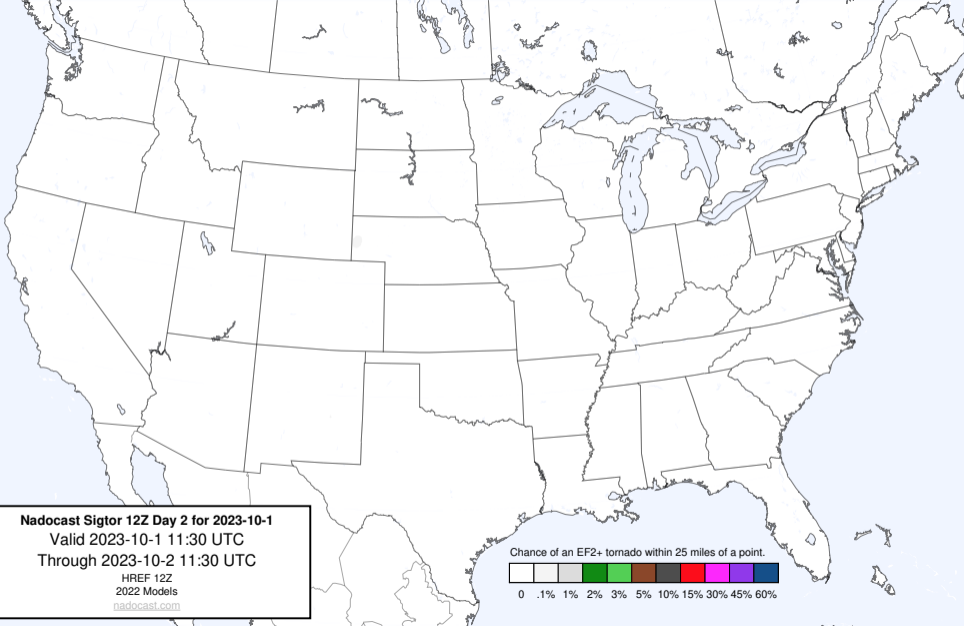 Nadocast Sigtor 12Z Day 2 for 2023-10-1
Valid 2023-10-1 11:30 UTC
Through 2023-10-2 11:30 UTC
HREF 12Z
2022 Models
nadocast.com
Chance of an EF2+ tornado within 25 miles of a point.
0 .1% 1% 2% 3% 5% 10% 15% 30% 45% 60%